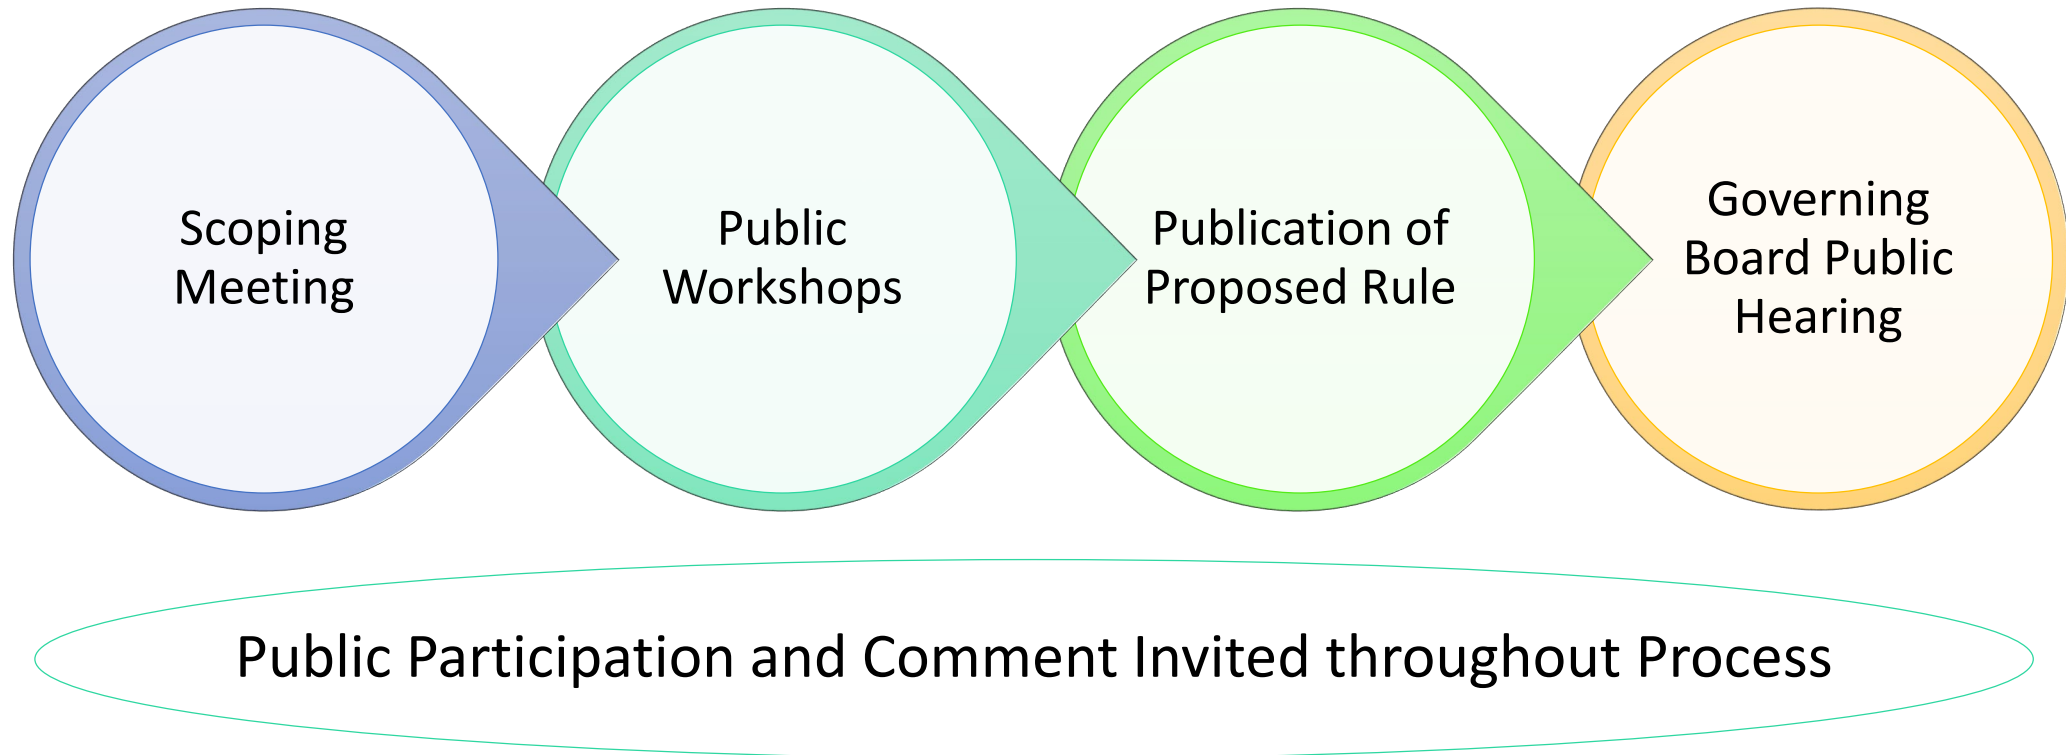 Scoping
Meeting
Public
Workshops
Publication of
Proposed Rule
Governing
Board Public
Hearing
Public Participation and Comment Invited throughout Process